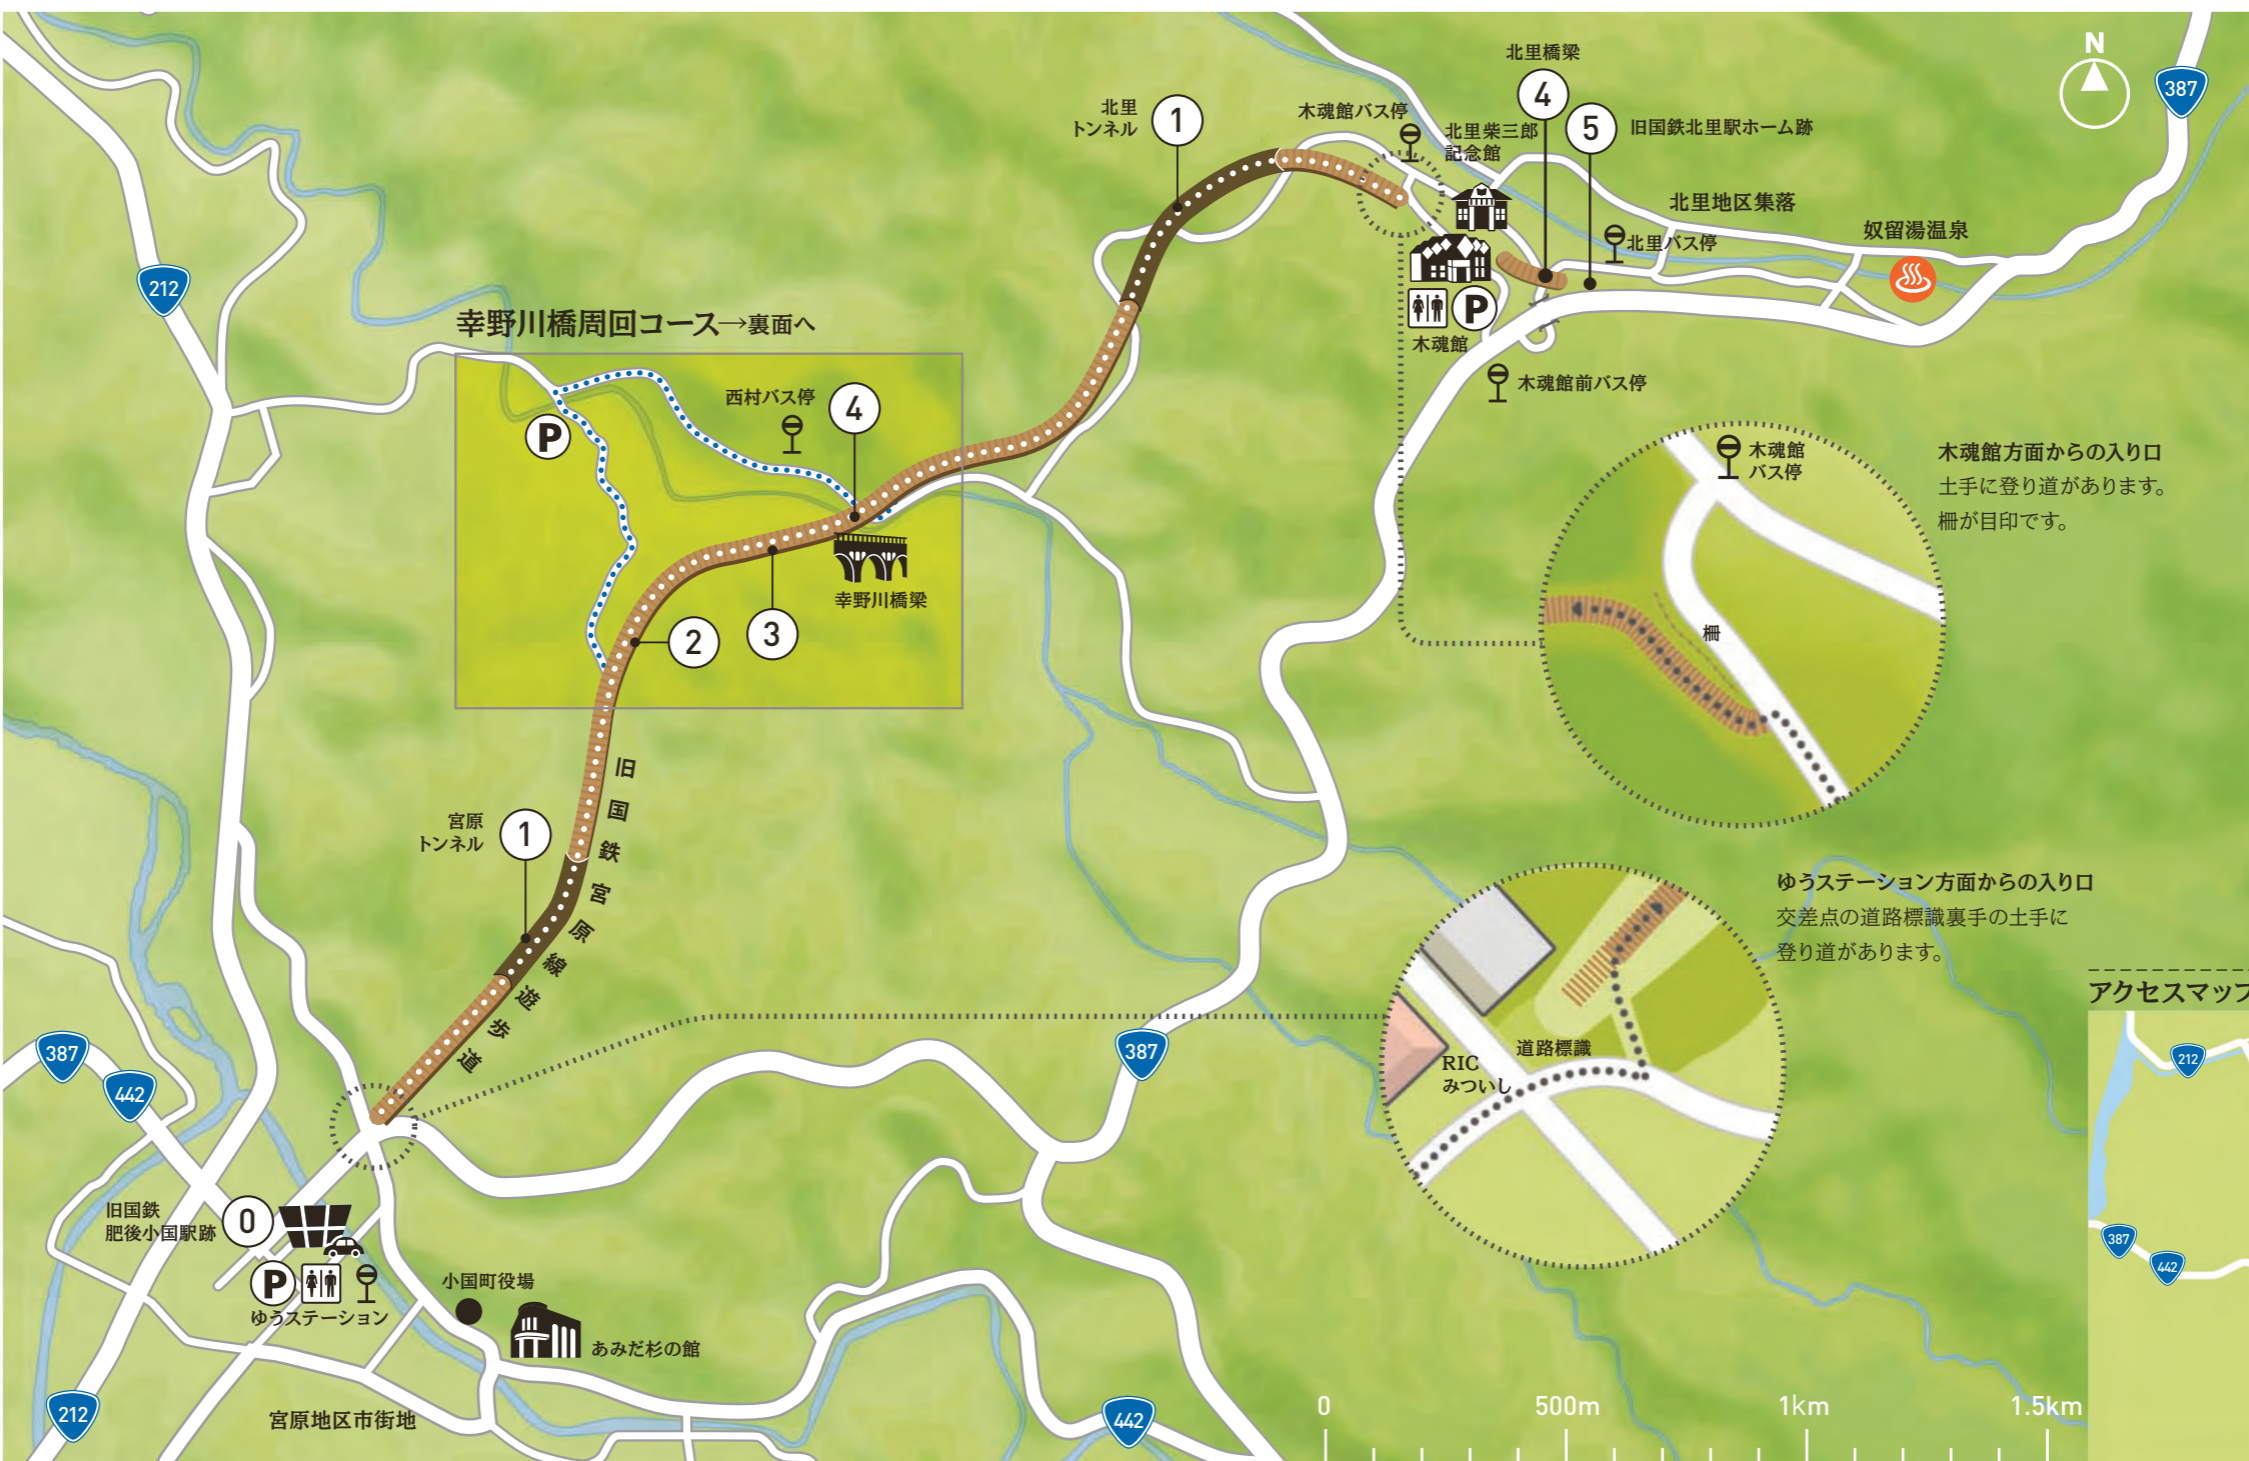 N
387
北里橋梁
4
北里
トンネル
1
木魂館バス停
北里柴三郎
記念館
5
旧国鉄北里駅ホーム跡
北里地区集落
北里バス停
奴留湯温泉
212
幸野川橋周回コース→裏面へ
P
木魂館
木魂館前バス停
西村バス停
4
P
幸野川橋梁
2
3
木魂館
バス停
柵
木魂館方面からの入り口
土手に登り道があります。
柵が目印です。
旧国鉄宮原線遊歩道
宮原
トンネル
1
ゆうステーション方面からの入り口
交差点の道路標識裏手の土手に
登り道があります。
道路標識
RIC
みついし
アクセスマップ
212
387
442
387
442
387
旧国鉄
肥後小国駅跡
0
P
ゆうステーション
小国町役場
あみだ杉の館
宮原地区市街地
212
442
0
500m
1km
1.5km